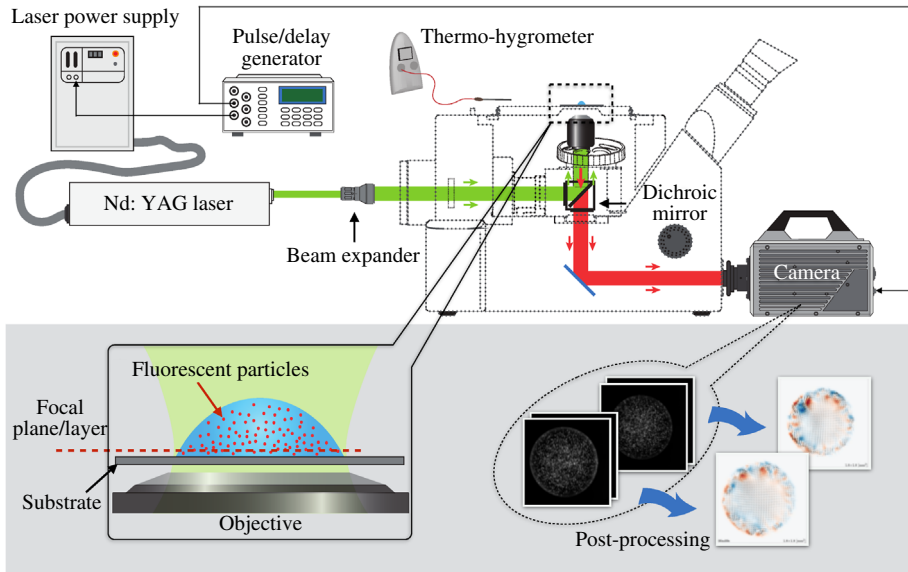 Laser power supply
Pulse/delay
generator
Thermo-hygrometer
Nd: YAG laser
Beam expander
Dichroic
mirror
Camera
Fluorescent particles
Focal
plane/layer
Substrate
Objective
Post-processing